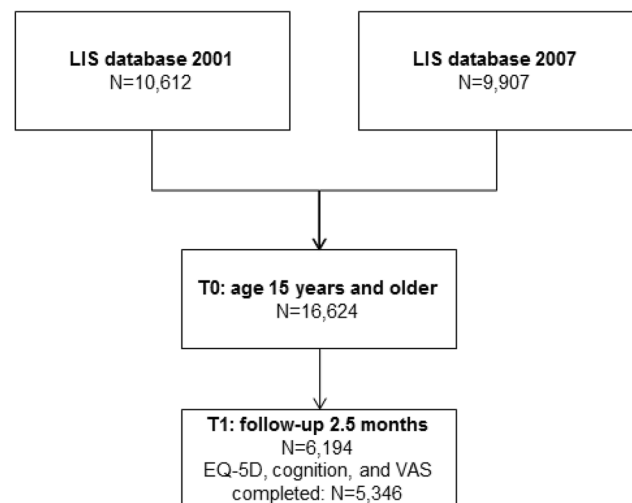 LIS database 2001
N=10,612
LIS database 2007
N=9,907
T0: age 15 years and older
N=16,624
T1: follow-up 2.5 months
N=6,194
EQ-5D, cognition, and VAS
completed: N=5,346